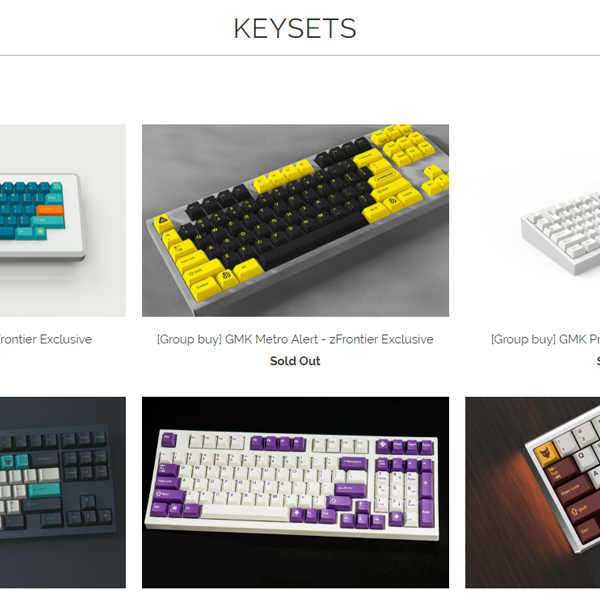 KEYSETS
rontier Exclusive
[Group buy] GMK Metro Alert - zFrontier Exclusive
[Group buy] GMK Pr
Sold Out
S